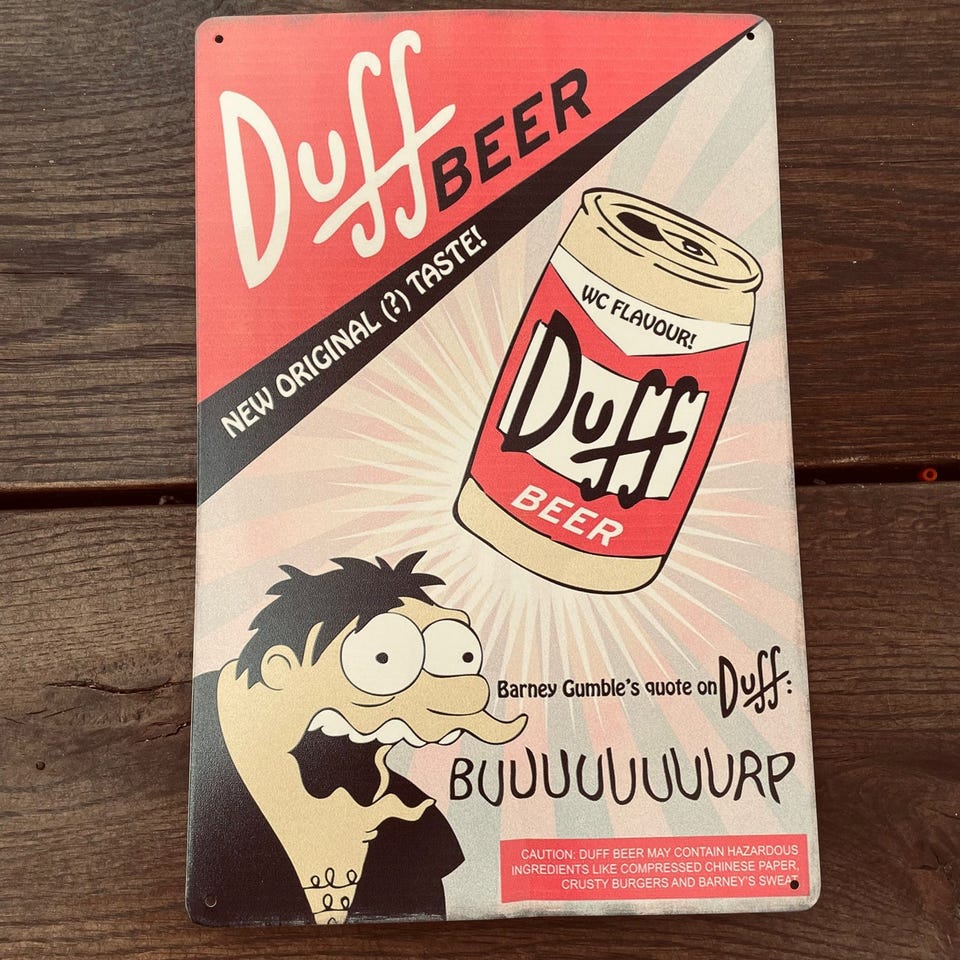 Duff BEER
NEW ORIGINAL (?) TASTE!
WC FLAVOUR!
Duff
BEER
Barney Gumble's quote on Duff:
BUUUUUUUURP
CAUTION: DUFF BEER MAY CONTAIN HAZARDOUS
INGREDIENTS LIKE COMPRESSED CHINESE PAPER,
CRUSTY BURGERS AND BARNEY'S SWEAT